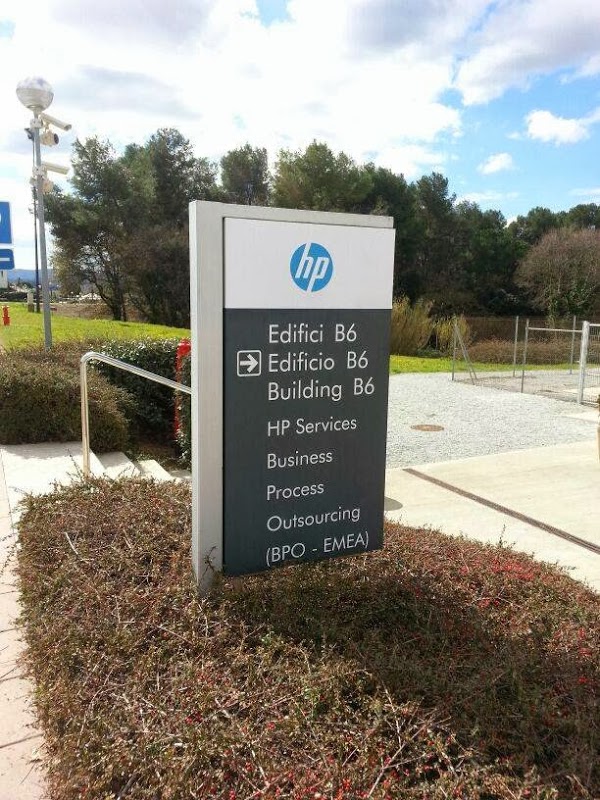 hp
Edifici B6
Edificio B6
Building B6
HP Services
Business
Process
Outsourcing
(BPO - EMEA)